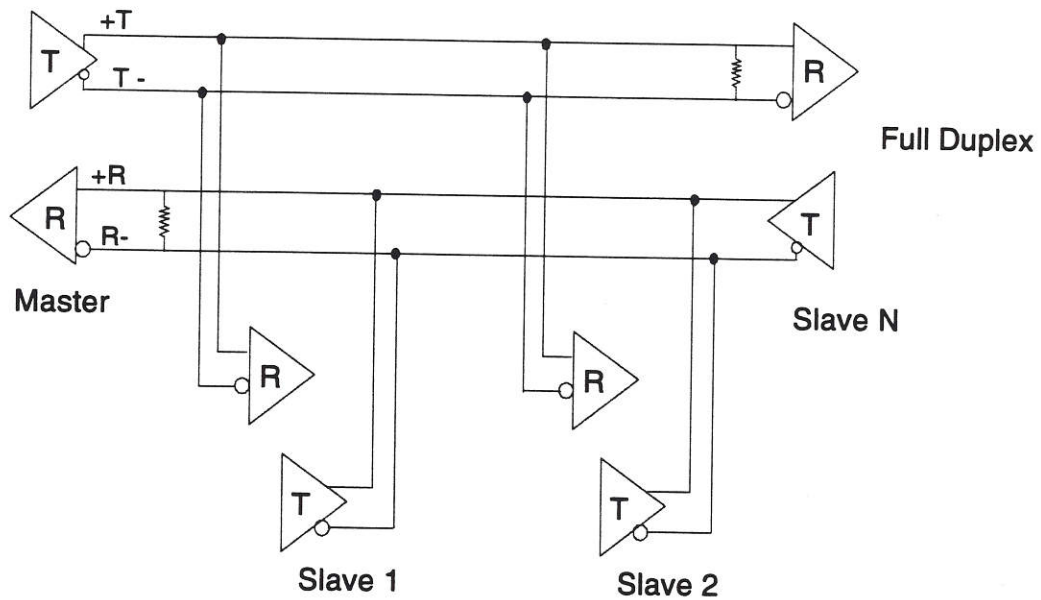 +T
T
T -
R
Full Duplex
+R
R
R-
T
Master
Slave N
R
R
T
T
Slave 1
Slave 2